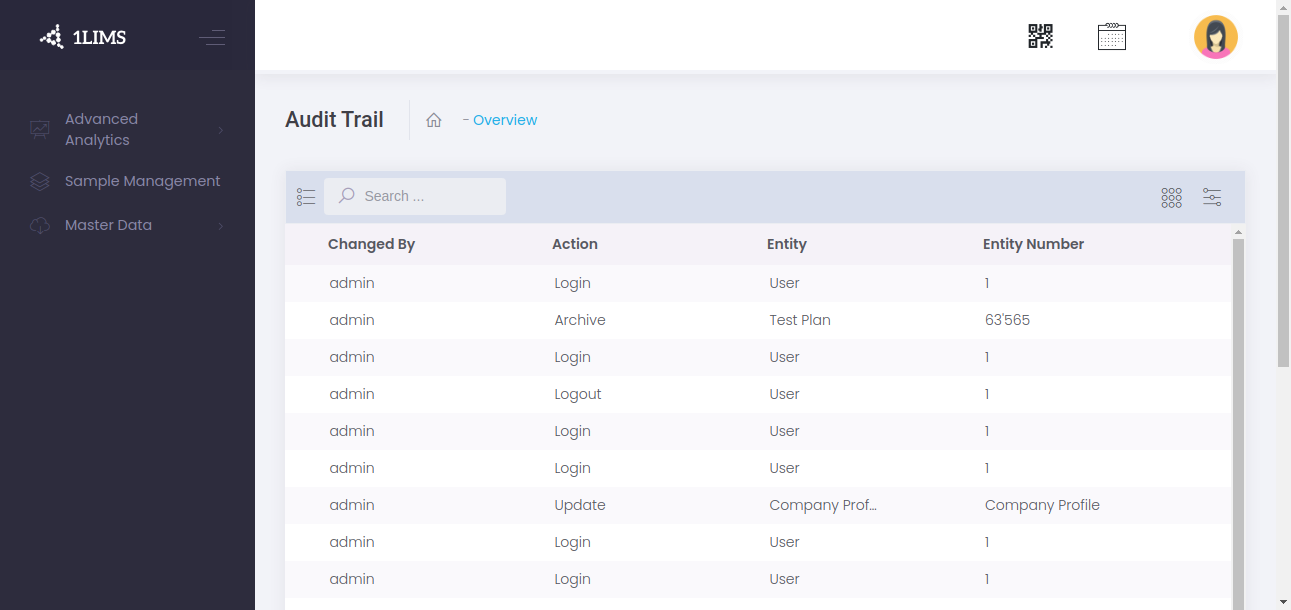 1LIMS
Advanced
Analytics
Sample Management
Master Data
Audit Trail
- Overview
Search ...
Changed By Action Entity Entity Number
admin Login User 1
admin Archive Test Plan 63'565
admin Login User 1
admin Logout User 1
admin Login User 1
admin Login User 1
admin Update Company Prof... Company Profile
admin Login User 1
admin Login User 1